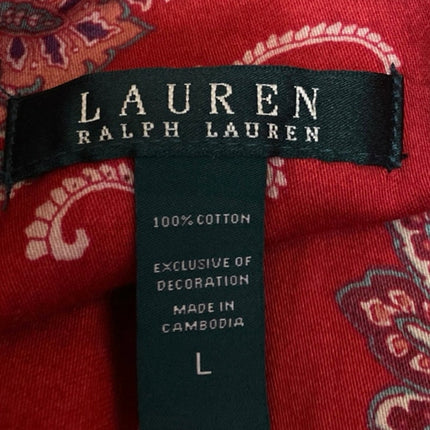 LAUREN
RALPH LAUREN
100% COTTON
EXCLUSIVE OF
DECORATION
MADE IN
CAMBODIA
L